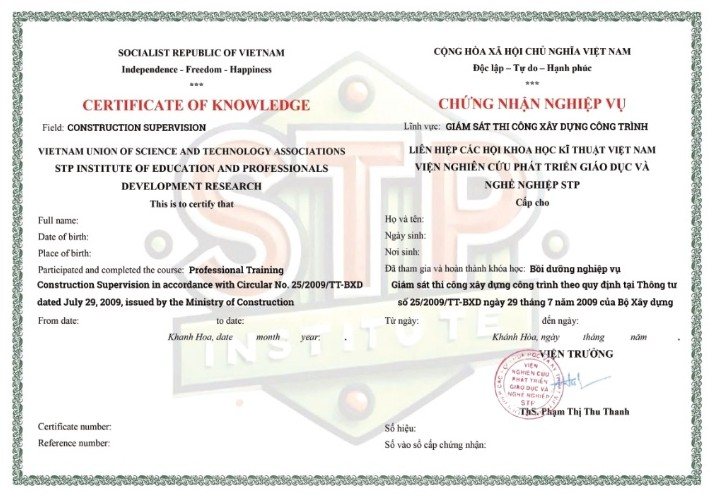 SOCIALIST REPUBLIC OF VIETNAM
Independence - Freedom - Happiness
***
CERTIFICATE OF KNOWLEDGE
Field: CONSTRUCTION SUPERVISION
VIETNAM UNION OF SCIENCE AND TECHNOLOGY ASSOCIATIONS
STP INSTITUTE OF EDUCATION AND PROFESSIONALS
DEVELOPMENT RESEARCH
This is to certify that
Full name:
Date of birth:
Place of birth:
Participated and completed the course: Professional Training
Construction Supervision in accordance with Circular No. 25/2009/TT-BXD
dated July 29, 2009, issued by the Ministry of Construction
From date: to date:
Khanh Hoa, date month year: .
Certificate number:
Reference number:
CỘNG HÒA XÃ HỘI CHỦ NGHĨA VIỆT NAM
Độc lập – Tự do – Hạnh phúc
***
CHỨNG NHẬN NGHIỆP VỤ
Lĩnh vực: GIÁM SÁT THI CÔNG XÂY DỰNG CÔNG TRÌNH
LIÊN HIỆP CÁC HỘI KHOA HỌC KĨ THUẬT VIỆT NAM
VIỆN NGHIÊN CỨU PHÁT TRIỂN GIÁO DỤC VÀ
NGHỀ NGHIỆP STP
Cấp cho
Họ và tên:
Ngày sinh:
Nơi sinh:
Đã tham gia và hoàn thành khóa học: Bồi dưỡng nghiệp vụ
Giám sát thi công xây dựng công trình theo quy định tại Thông tư
số 25/2009/TT-BXD ngày 29 tháng 7 năm 2009 của Bộ Xây dựng
Từ ngày: đến ngày:
Khánh Hòa, ngày tháng năm .
VIỆN TRƯỞNG
VIỆN
NGHIÊN CỨU
PHÁT TRIỂN
GIÁO DỤC VÀ
NGHỀ NGHIỆP
STP
ThS. Phạm Thị Thu Thanh
Số hiệu:
Số vào sổ cấp chứng nhận:
STP
INSTITUTE